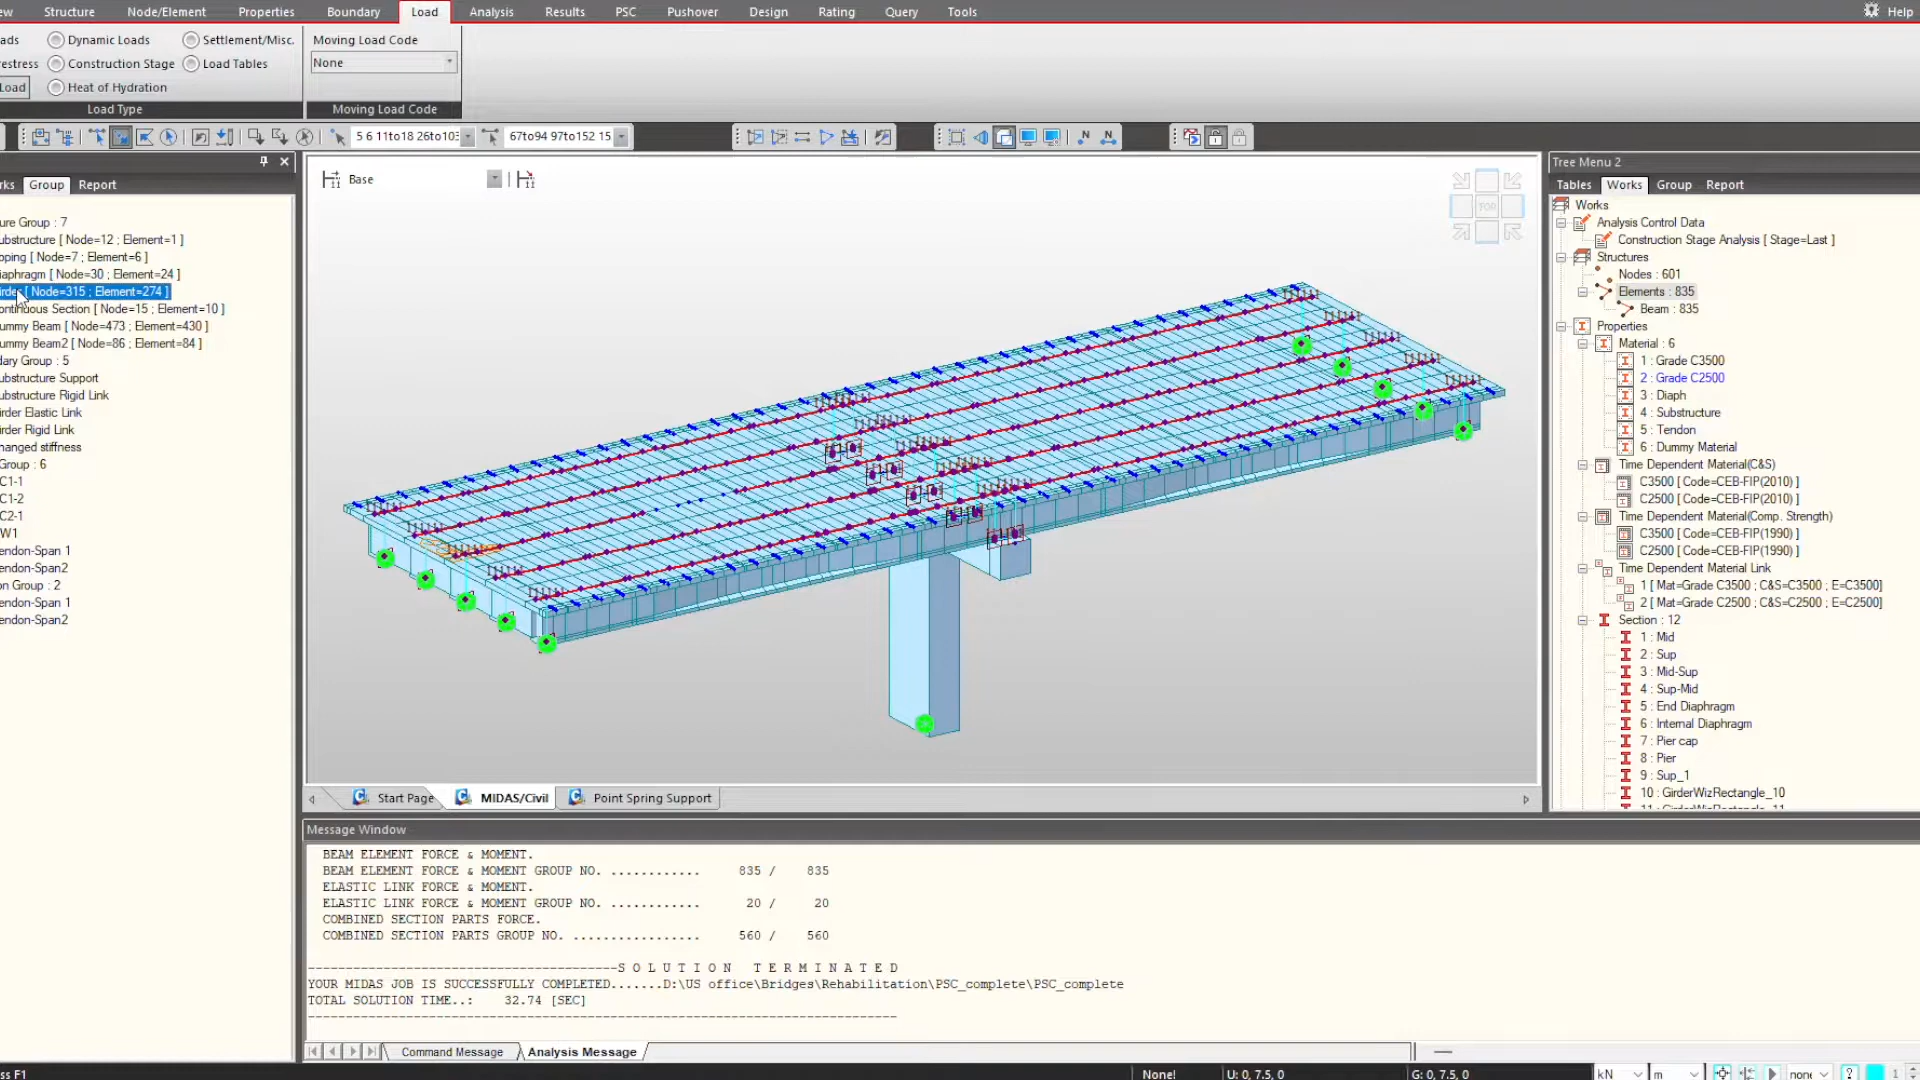 Structure Node/Element Properties Boundary Load Analysis Results PSC Pushover Design Rating Query Tools Help
Dynamic Loads Settlement/Misc. Moving Load Code
Construction Stage Load Tables None
Load Heat of Hydration
Load Type Moving Load Code
5 6 11to18 26to103 67to94 97to152 15
Tree Menu 2
Group Report
Base
Tables Works Group Report
ure Group : 7
ubstructure [ Node=12 ; Element=1 ]
pping [ Node=7 ; Element=6 ]
iaphragm [ Node=30 ; Element=24 ]
irder [ Node=315 ; Element=274 ]
ontinuous Section [ Node=15 ; Element=10 ]
ummy Beam [ Node=473 ; Element=430 ]
ummy Beam2 [ Node=86 ; Element=84 ]
dary Group : 5
ubstructure Support
ubstructure Rigid Link
irder Elastic Link
irder Rigid Link
hanged stiffness
Group : 6
C1-1
C1-2
C2-1
W1
endon-Span 1
endon-Span2
on Group : 2
endon-Span 1
endon-Span2
Works
Analysis Control Data
Construction Stage Analysis [ Stage=Last ]
Structures
Nodes : 601
Elements : 835
Beam : 835
Properties
Material : 6
1 : Grade C3500
2 : Grade C2500
3 : Diaph
4 : Substructure
5 : Tendon
6 : Dummy Material
Time Dependent Material(C&S)
C3500 [ Code=CEB-FIP(2010) ]
C2500 [ Code=CEB-FIP(2010) ]
Time Dependent Material(Comp. Strength)
C3500 [ Code=CEB-FIP(1990) ]
C2500 [ Code=CEB-FIP(1990) ]
Time Dependent Material Link
1 [ Mat=Grade C3500 ; C&S=C3500 ; E=C3500]
2 [ Mat=Grade C2500 ; C&S=C2500 ; E=C2500]
Section : 12
1 : Mid
2 : Sup
3 : Mid-Sup
4 : Sup-Mid
5 : End Diaphragm
6 : Internal Diaphragm
7 : Pier cap
8 : Pier
9 : Sup_1
10 : GirderWizRectangle_10
Start Page MIDAS/Civil Point Spring Support
Message Window
BEAM ELEMENT FORCE & MOMENT.
BEAM ELEMENT FORCE & MOMENT GROUP NO. ............ 835 / 835
ELASTIC LINK FORCE & MOMENT.
ELASTIC LINK FORCE & MOMENT GROUP NO. ............. 20 / 20
COMBINED SECTION PARTS FORCE.
COMBINED SECTION PARTS GROUP NO. ................. 560 / 560
---------------------------------------S O L U T I O N   T E R M I N A T E D
YOUR MIDAS JOB IS SUCCESSFULLY COMPLETED.......D:\US office\Bridges\Rehabilitation\PSC_complete\PSC_complete
TOTAL SOLUTION TIME..: 32.74 [SEC]
Command Message Analysis Message
ss F1 None! U: 0, 7.5, 0 G: 0, 7.5, 0 kN m none ? 1